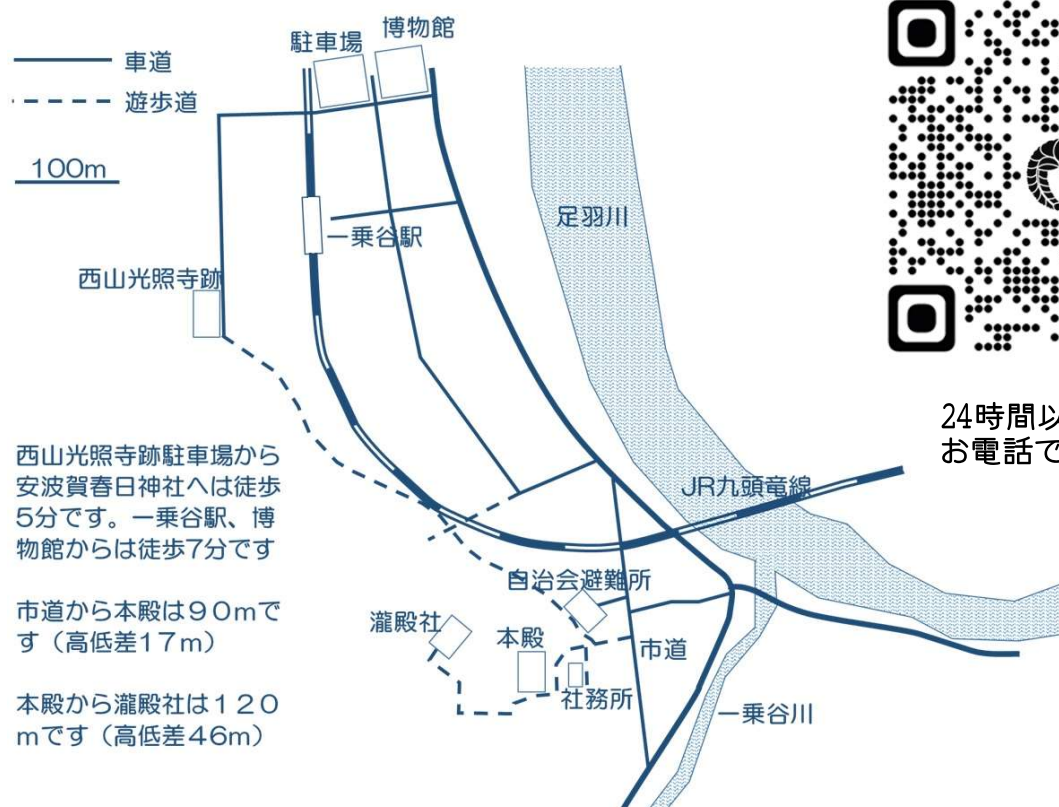 博物館
駐車場
車道
遊歩道
100m
足羽川
一乗谷駅
西山光照寺跡
24時間以
お電話で
西山光照寺跡駐車場から
安波賀春日神社へは徒歩
5分です。一乗谷駅、博
物館からは徒歩7分です
JR九頭竜線
自治会避難所
市道から本殿は90mで
す（高低差17m）
瀧殿社
本殿
市道
社務所
本殿から瀧殿社は120
mです（高低差46m）
一乗谷川